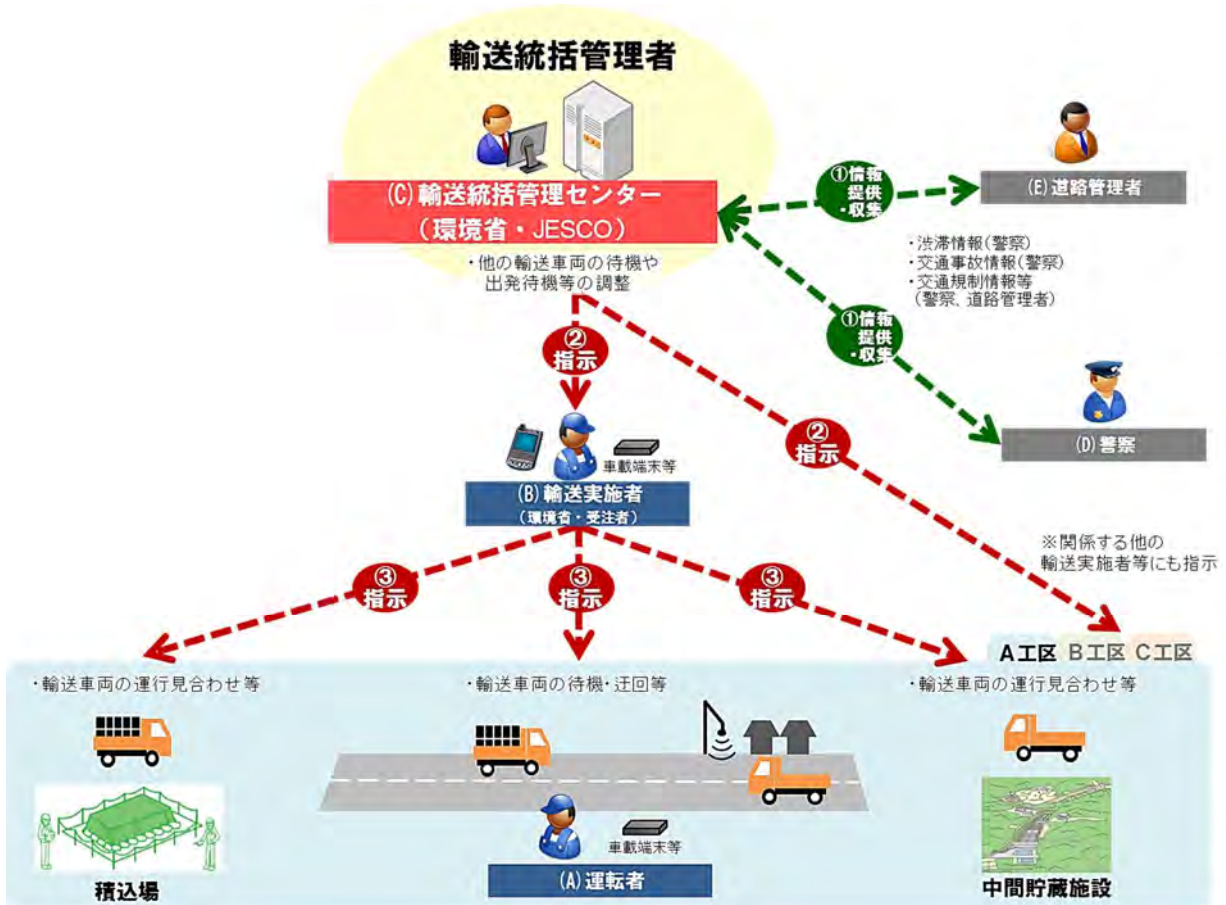 輸送統括管理者
(C)輸送統括管理センター
(環境省・JESCO)
・他の輸送車両の待機や
出発待機等の調整
①情報
提供
・収集
(E)道路管理者
・渋滞情報(警察)
・交通事故情報(警察)
・交通規制情報等
(警察、道路管理者)
①情報
提供
・収集
(D)警察
②
指示
②
指示
車載端末等
(B)輸送実施者
(環境省・受注者)
※関係する他の
輸送実施者等にも指示
③
指示
③
指示
③
指示
A工区 B工区 C工区
・輸送車両の運行見合わせ等
・輸送車両の待機・迂回等
・輸送車両の運行見合わせ等
車載端末等
(A)運転者
積込場
中間貯蔵施設